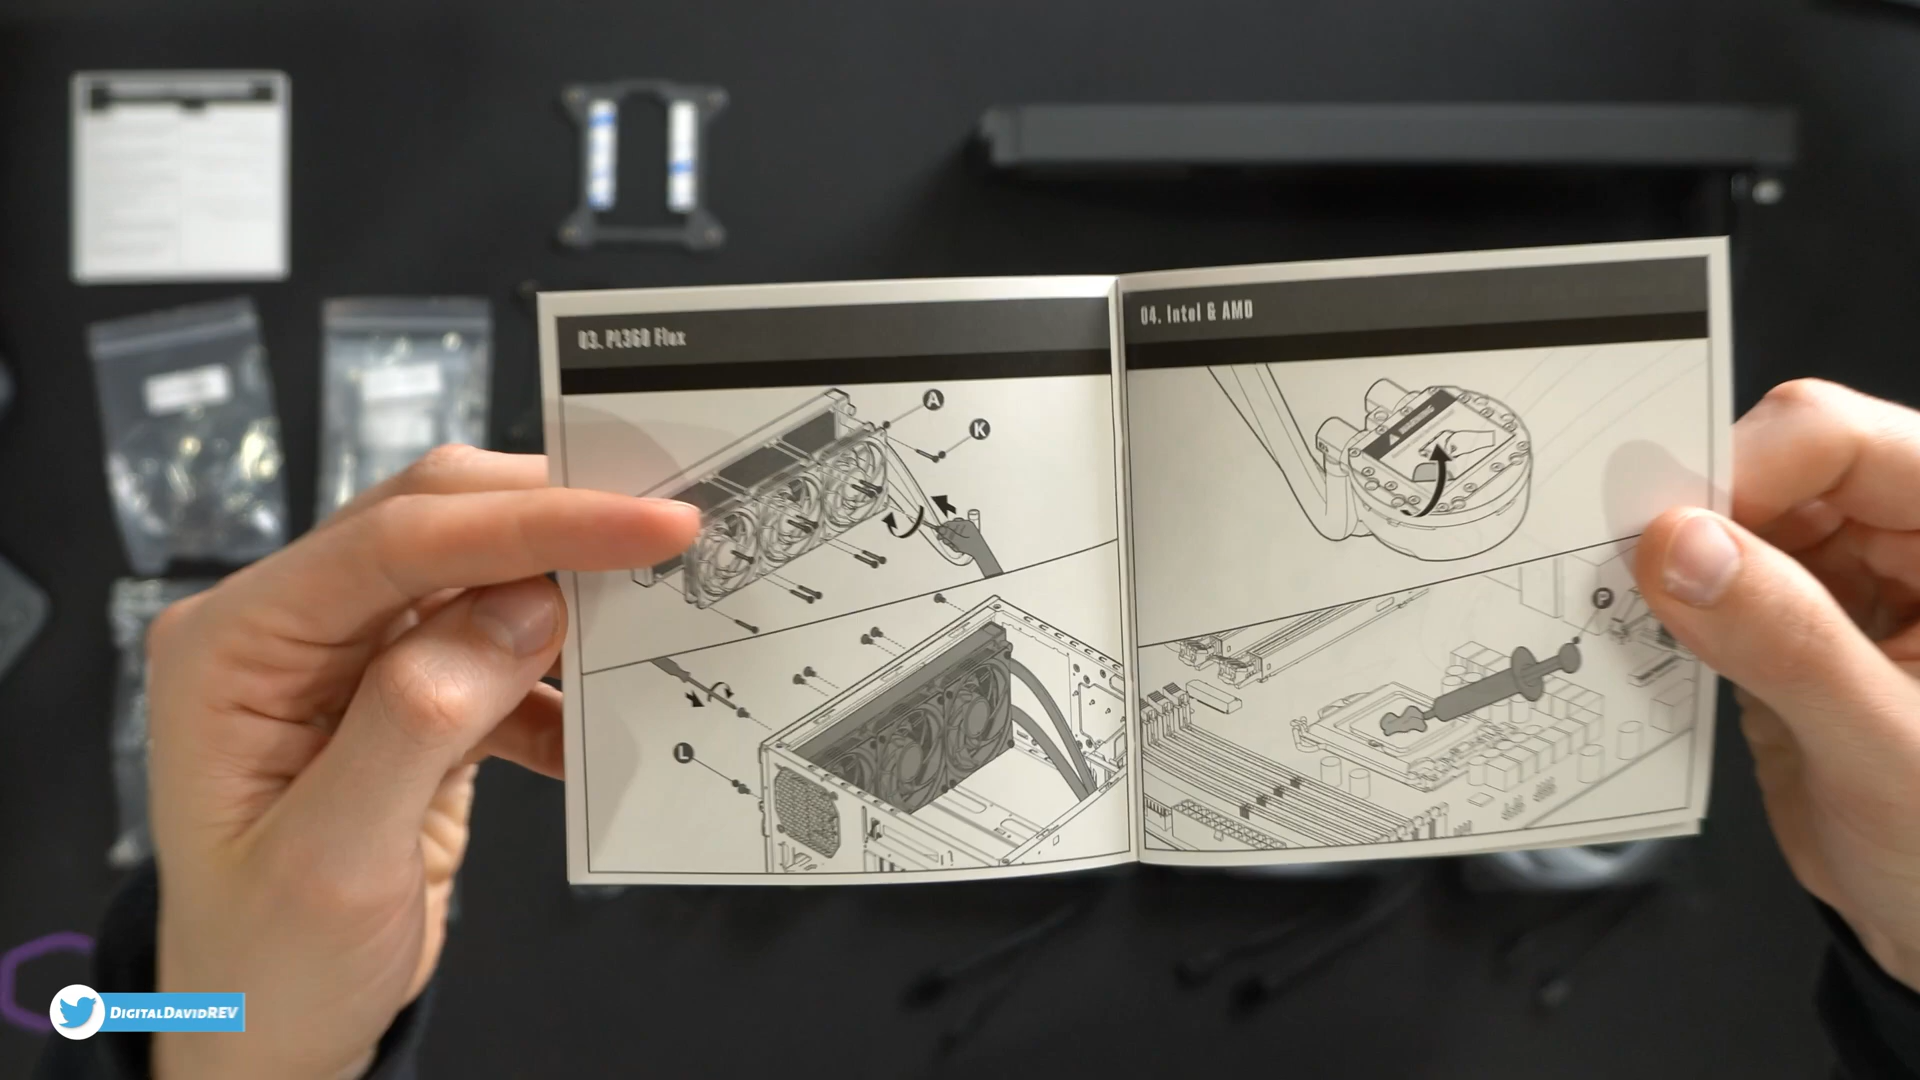 03. PL360 Flux
A
K
L
04. Intel & AMD
P
DIGITALDAVIDREV